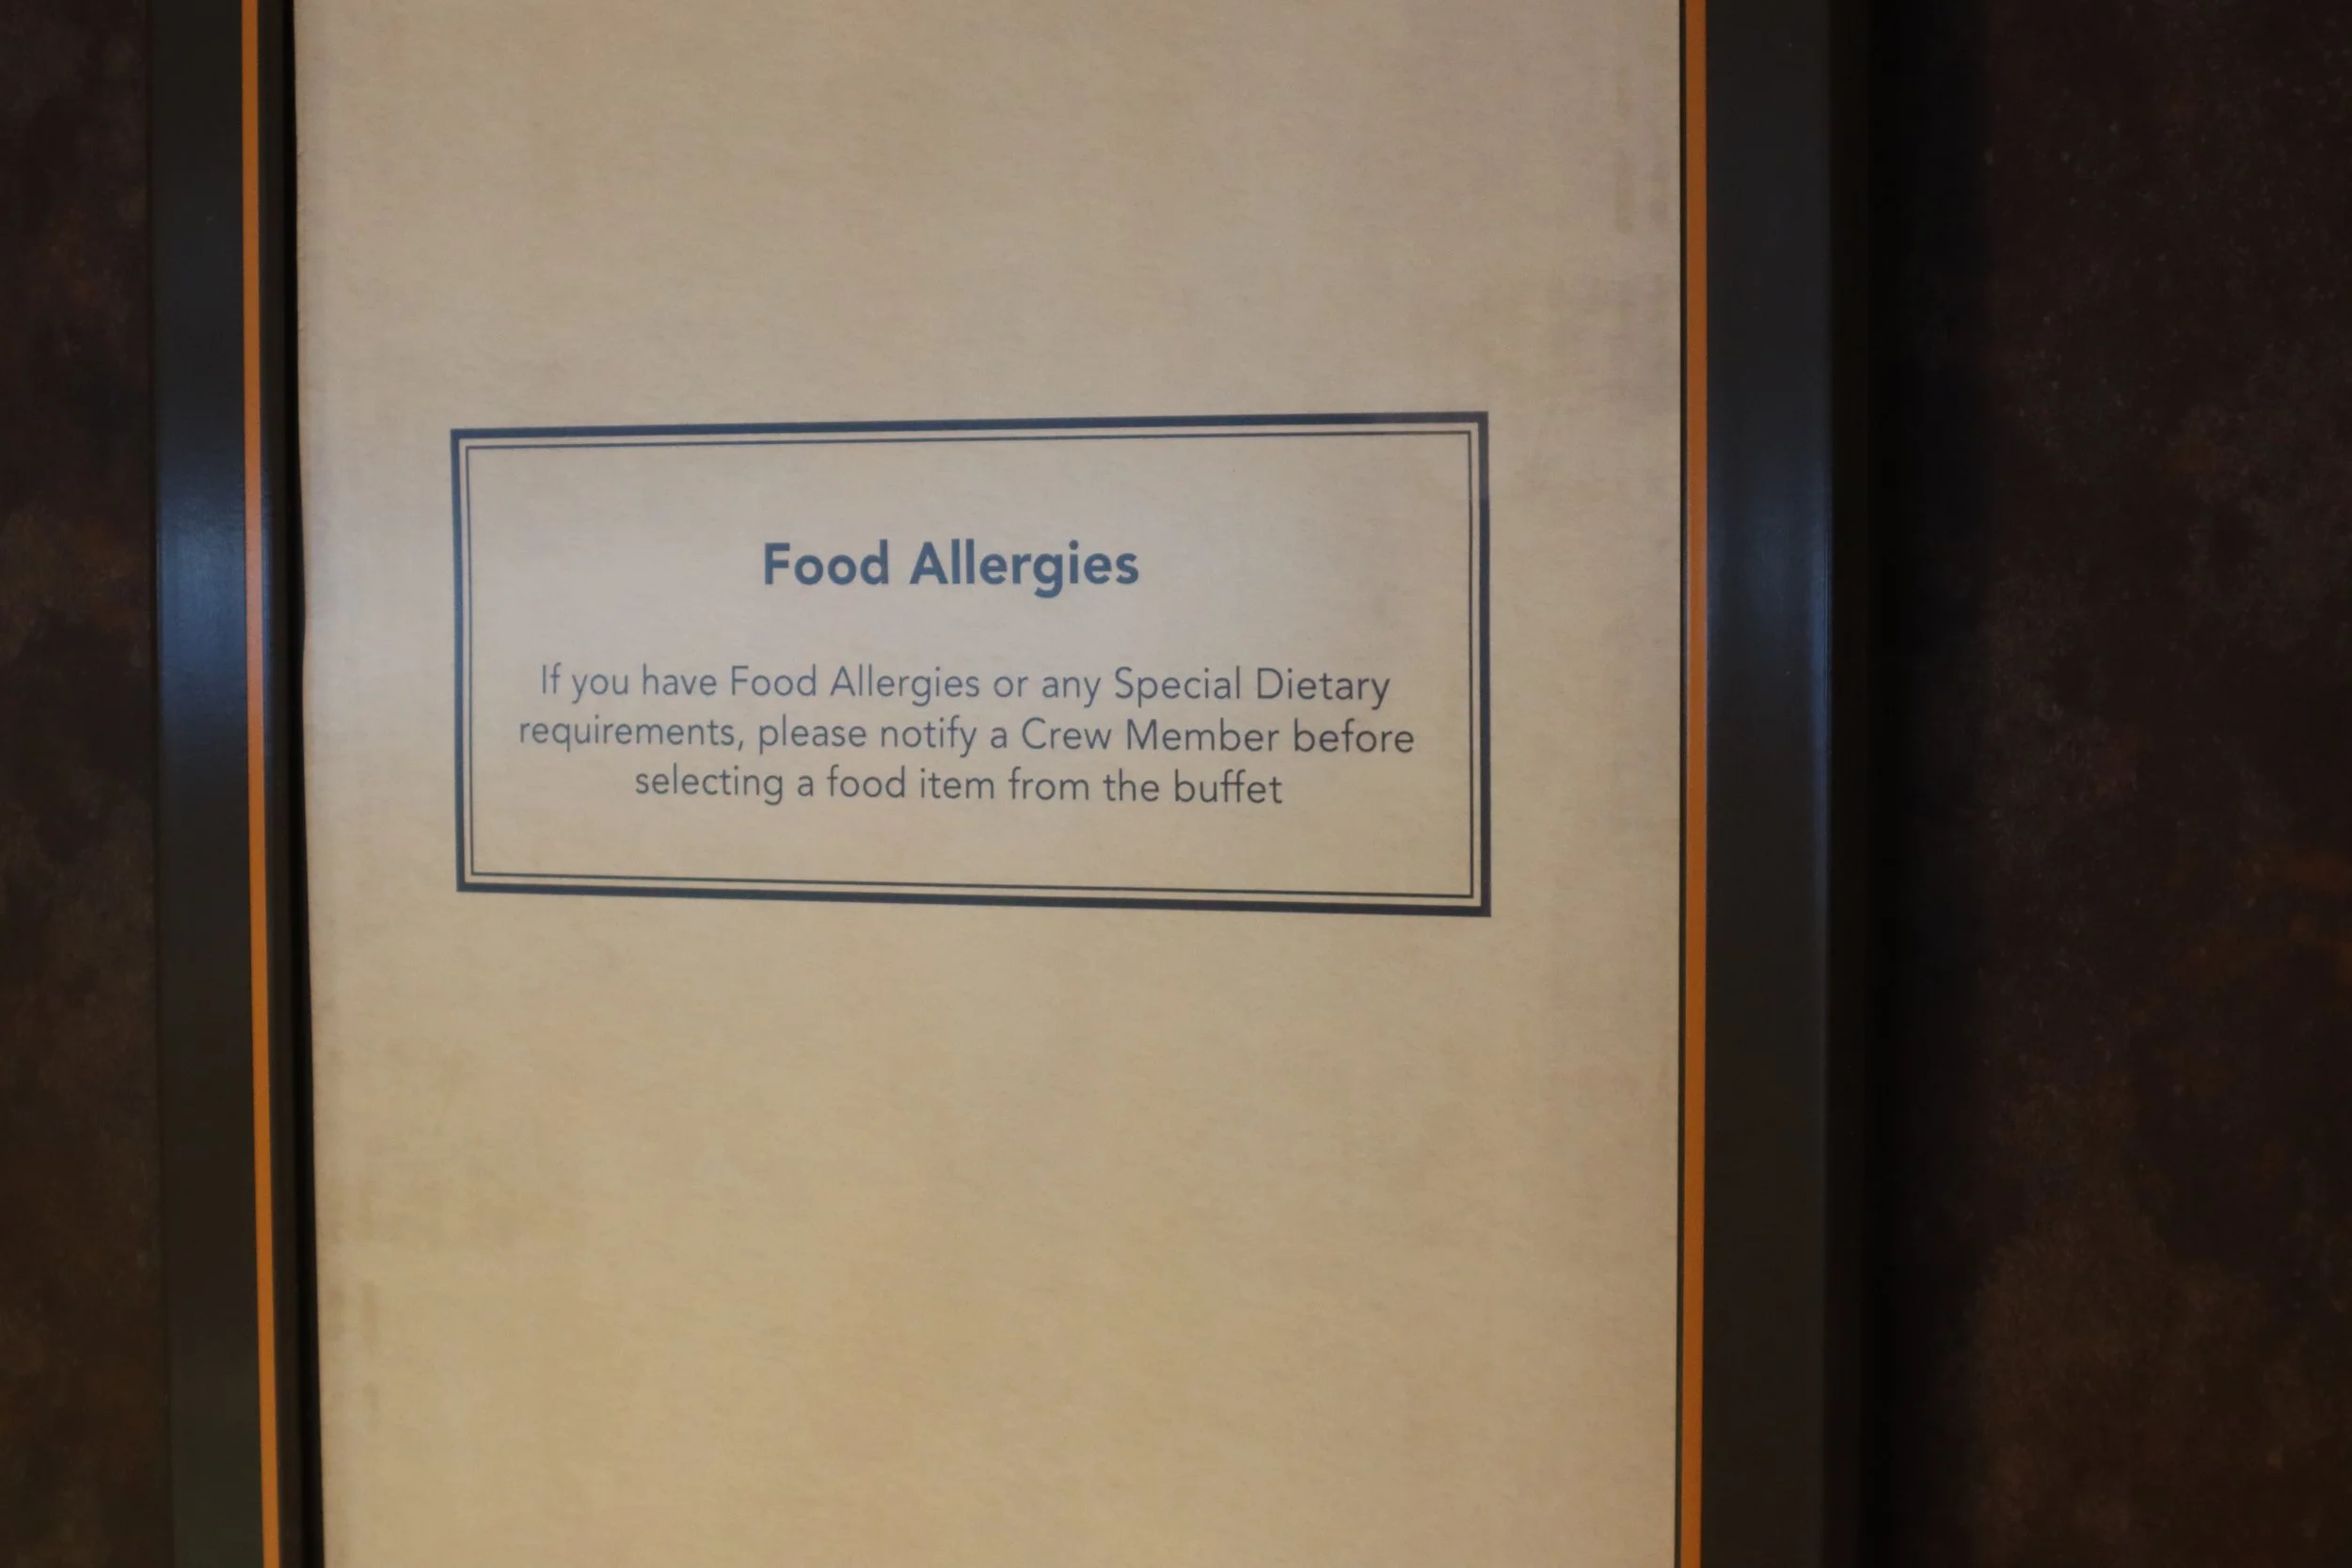 Food Allergies
If you have Food Allergies or any Special Dietary
requirements, please notify a Crew Member before
selecting a food item from the buffet